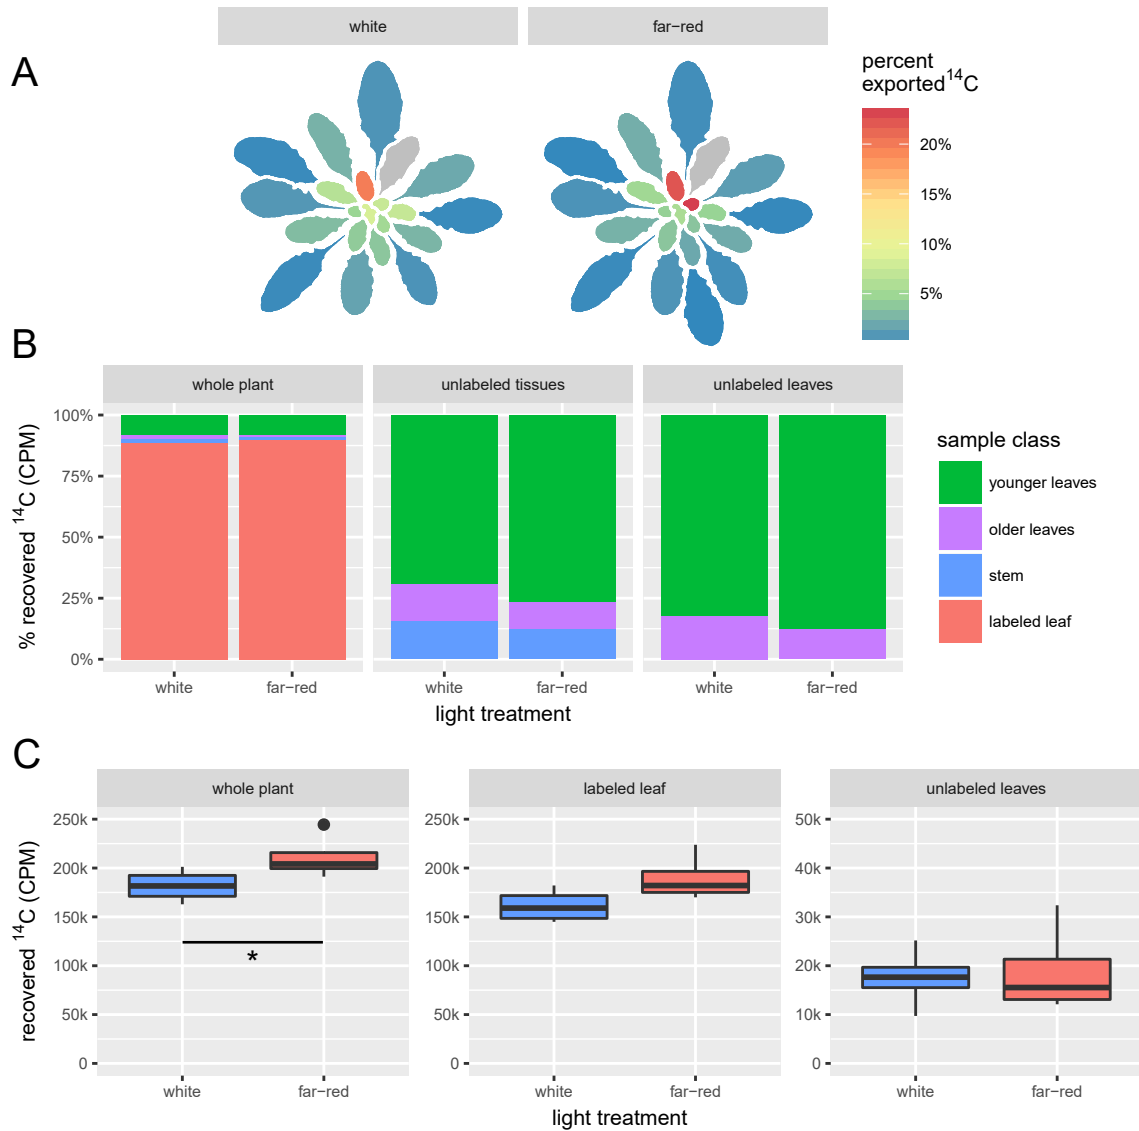 white
far−red
A
percent
exported ¹⁴C
20%
15%
10%
5%
B
whole plant
unlabeled tissues
unlabeled leaves
100%
75%
50%
25%
0%
% recovered ¹⁴C (CPM)
white
far−red
white
far−red
white
far−red
light treatment
sample class
younger leaves
older leaves
stem
labeled leaf
C
whole plant
labeled leaf
unlabeled leaves
recovered ¹⁴C (CPM)
250k
200k
150k
100k
50k
0
*
250k
200k
150k
100k
50k
0
50k
40k
30k
20k
10k
0
white
far−red
white
far−red
white
far−red
light treatment